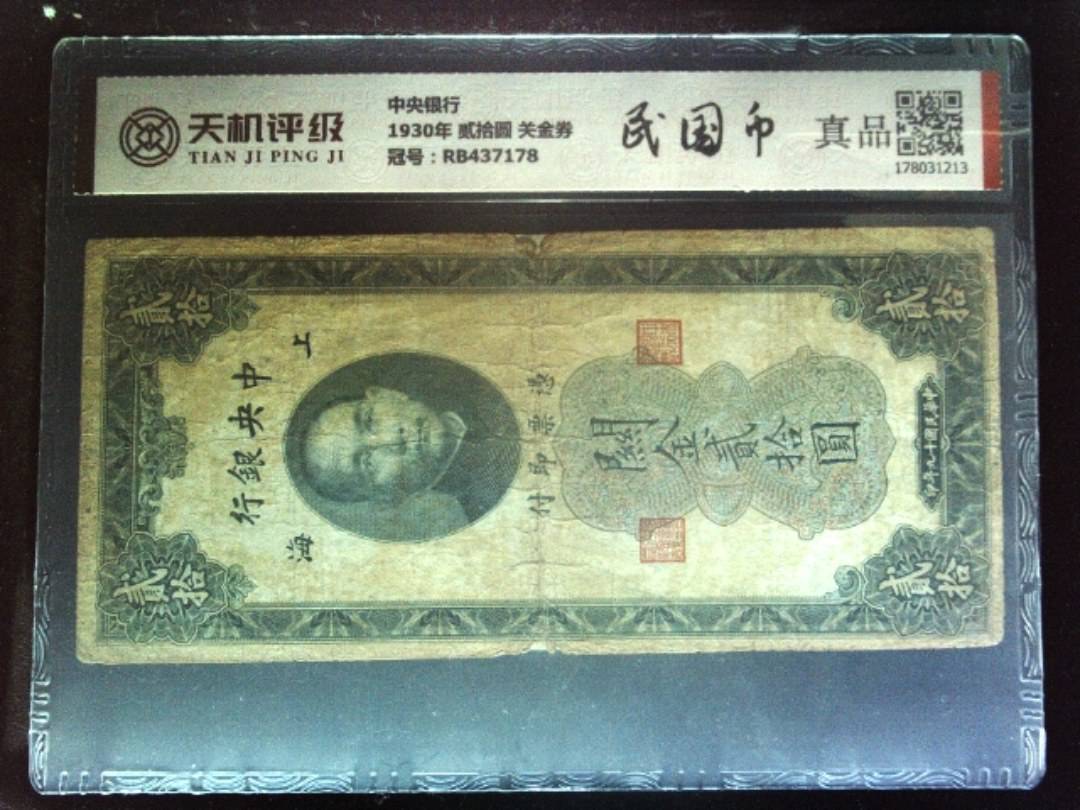 天机评级
TIAN JI PING JI
中央银行
1930年 贰拾圆 关金券
冠号：RB437178
民国币
真品
178031213
貳拾
貳拾
中央銀行
上
海
憑票即付
關金貳拾圓
貳拾
貳拾